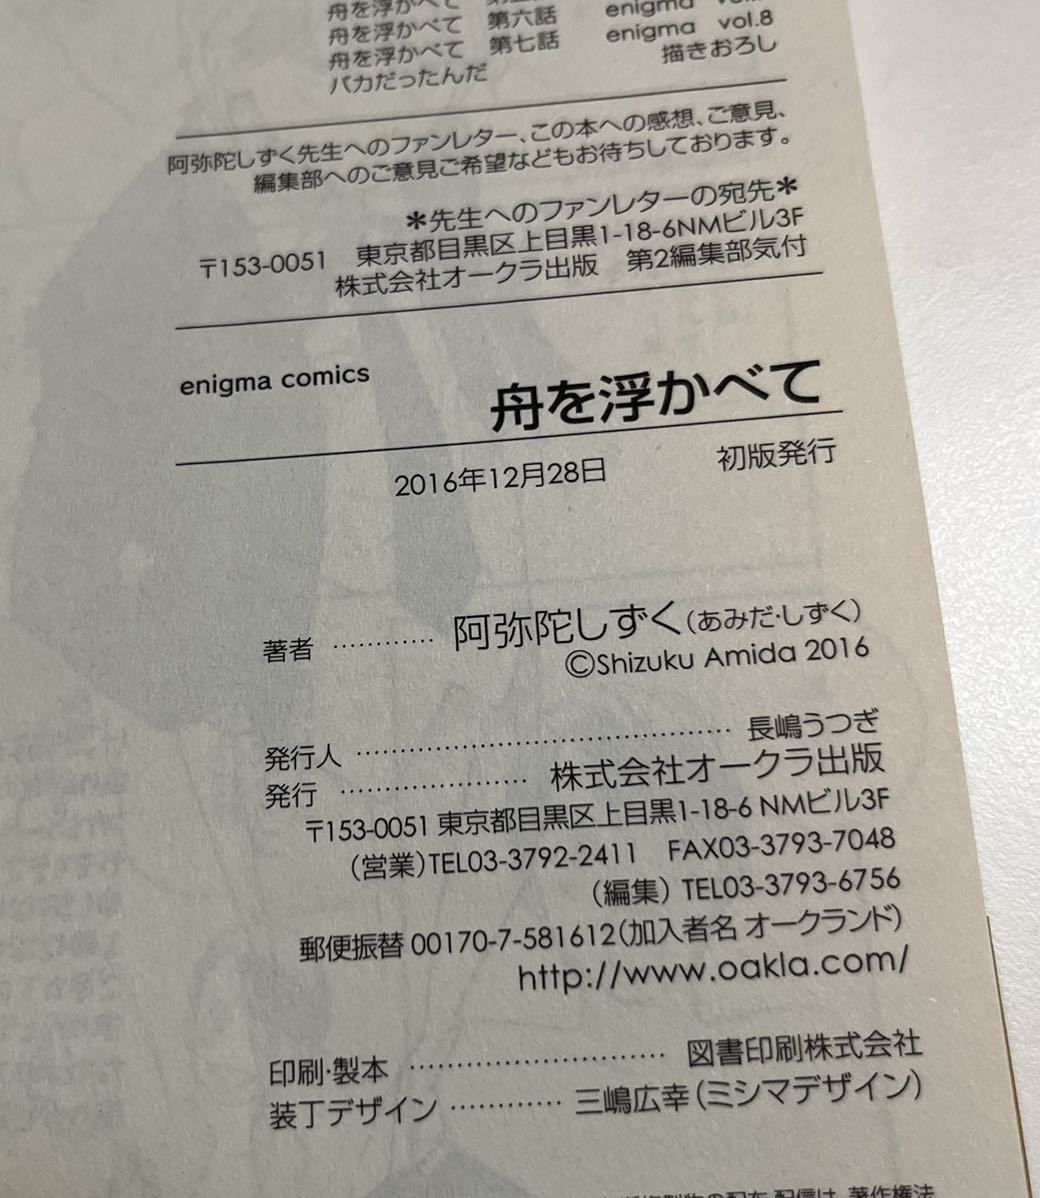 舟を浮かべて
enigma
舟を浮かべて 第六話 enigma vol.8
舟を浮かべて 第七話 描きおろし
バカだったんだ
阿弥陀しずく先生へのファンレター、この本への感想、ご意見、
編集部へのご意見ご希望などもお待ちしております。
＊先生へのファンレターの宛先＊
〒153-0051 東京都目黒区上目黒1-18-6NMビル3F
株式会社オークラ出版 第2編集部気付
enigma comics
舟を浮かべて
2016年12月28日 初版発行
著者 ………… 阿弥陀しずく(あみだ・しずく)
©Shizuku Amida 2016
発行人 ……………………………… 長嶋うつぎ
発行 ……………… 株式会社オークラ出版
〒153-0051 東京都目黒区上目黒1-18-6 NMビル3F
(営業)TEL03-3792-2411 FAX03-3793-7048
(編集) TEL03-3793-6756
郵便振替 00170-7-581612(加入者名 オークランド)
http://www.oakla.com/
印刷・製本 ……………………… 図書印刷株式会社
装丁デザイン ………… 三嶋広幸(ミシマデザイン)